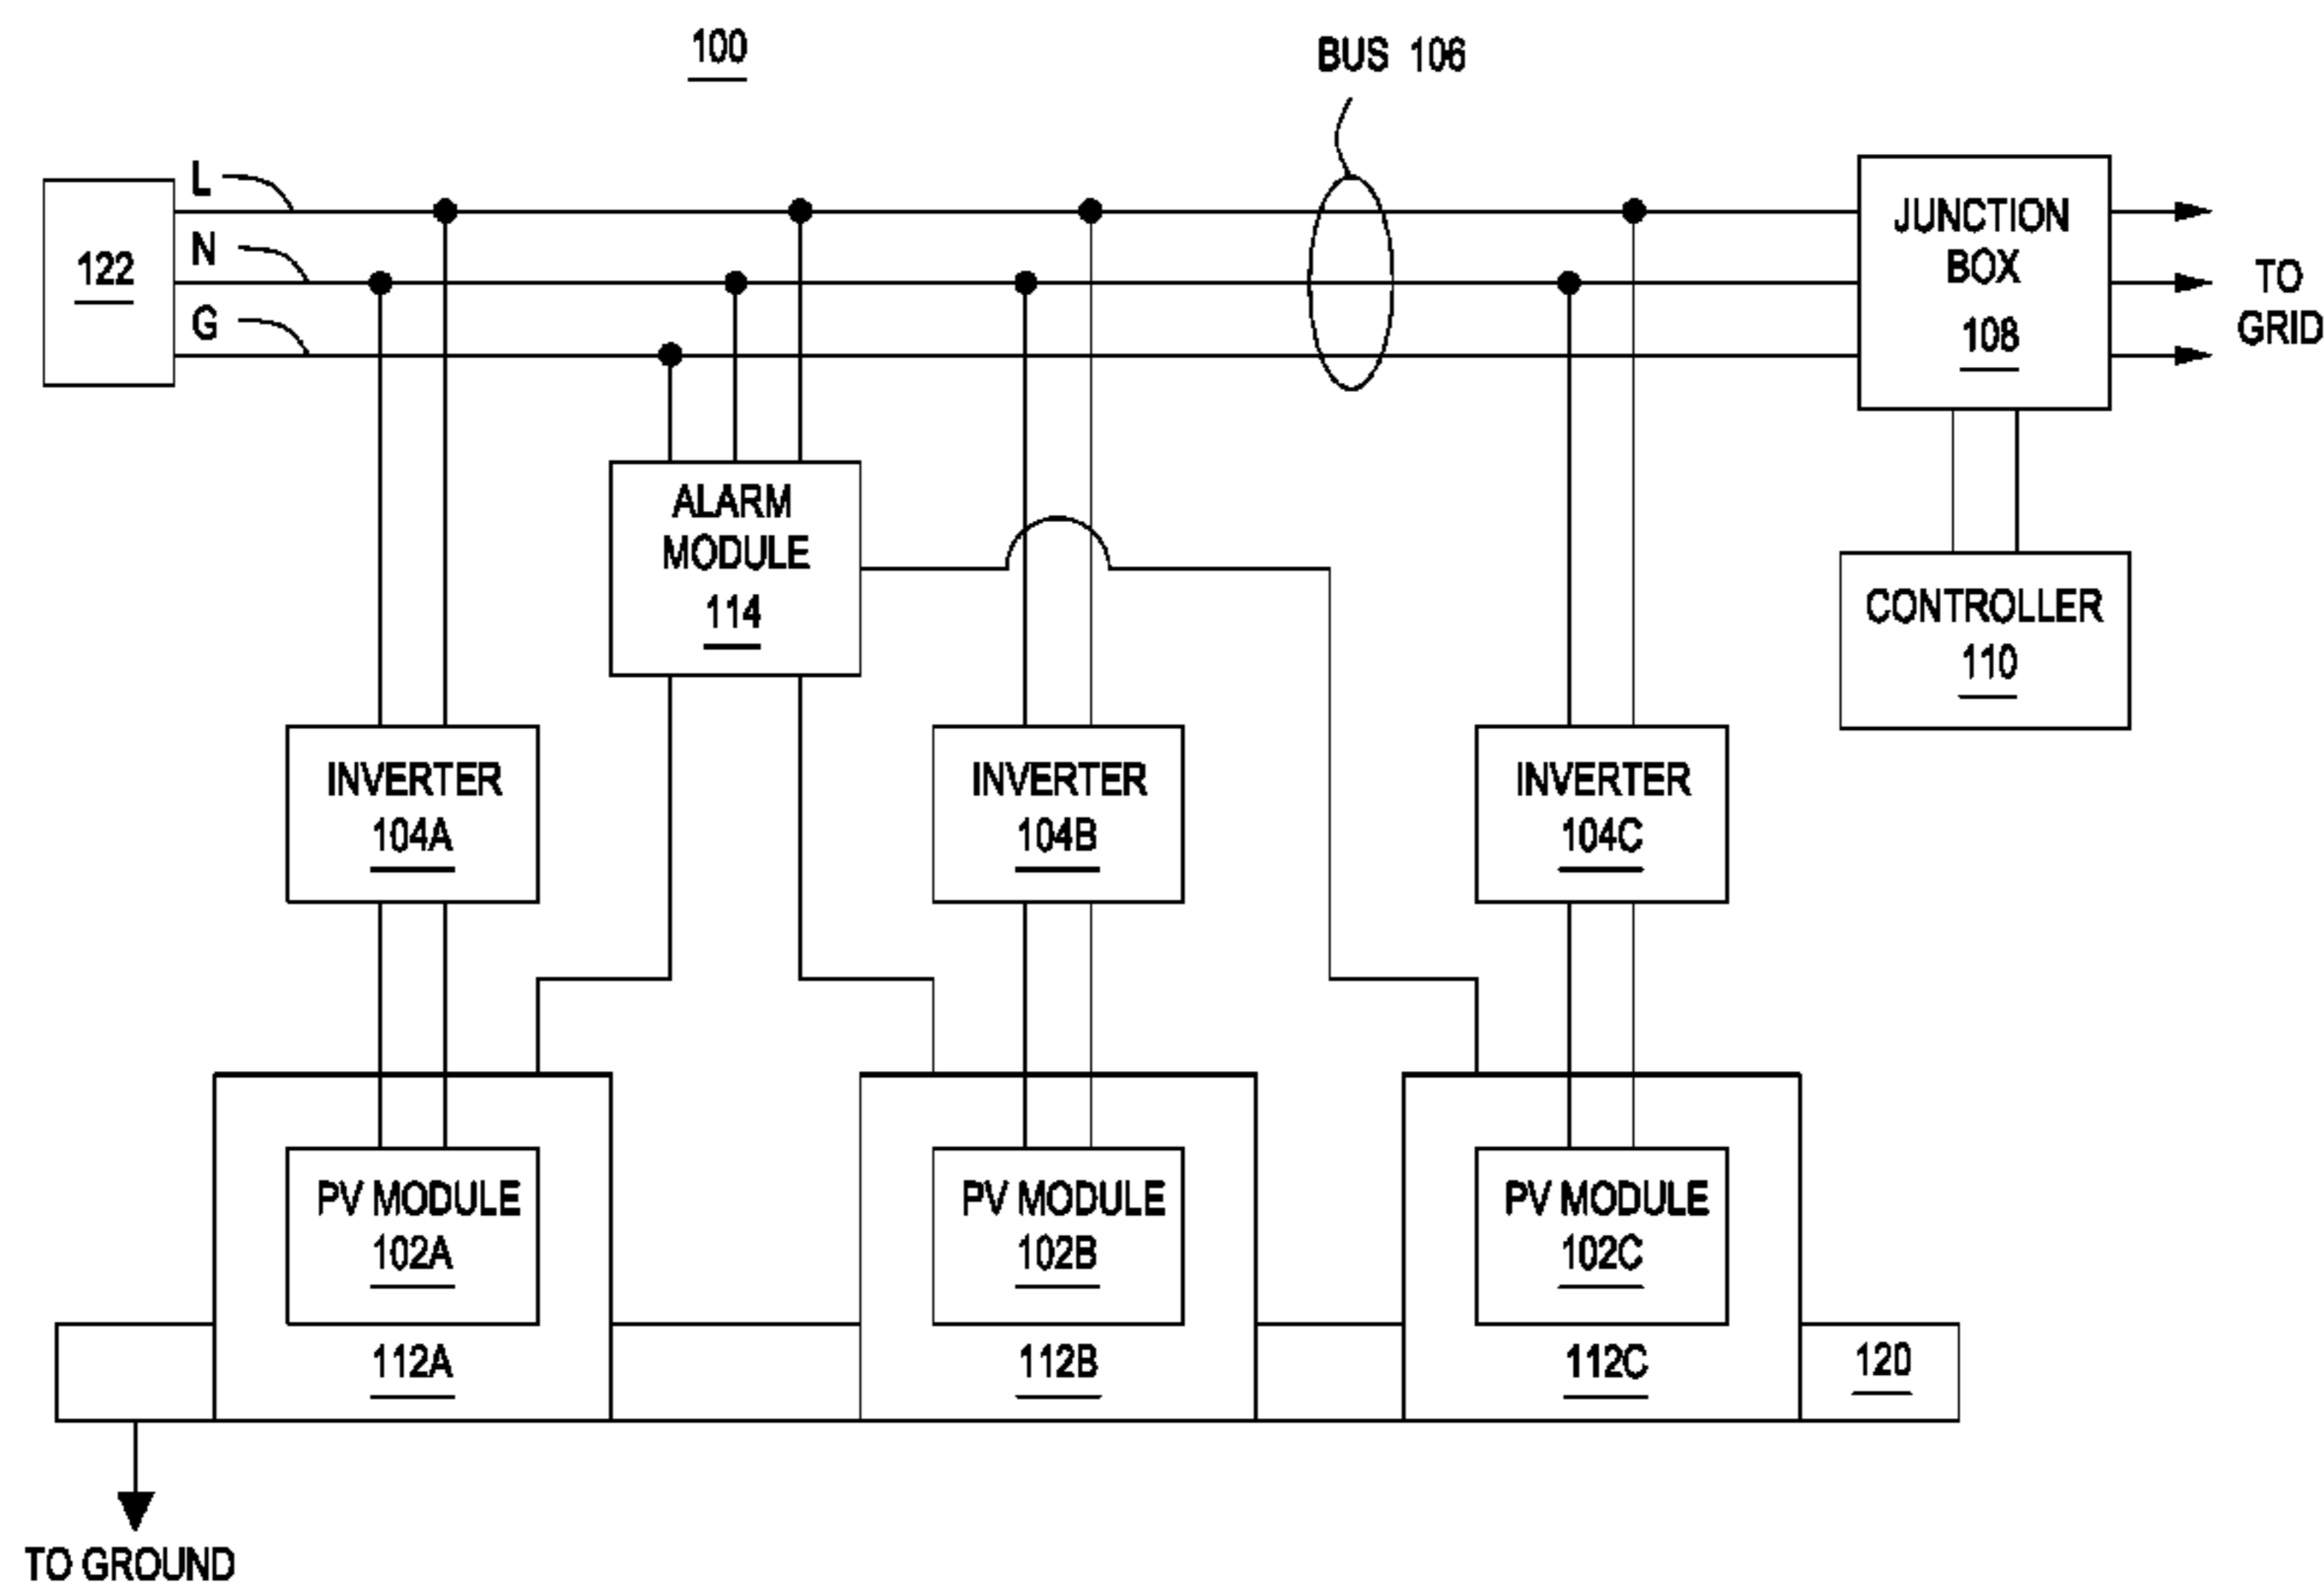 100
BUS 106
L
N
G
122
JUNCTION
BOX
108
TO
GRID
ALARM
MODULE
114
CONTROLLER
110
INVERTER
104A
INVERTER
104B
INVERTER
104C
PV MODULE
102A
PV MODULE
102B
PV MODULE
102C
112A
112B
112C
120
TO GROUND